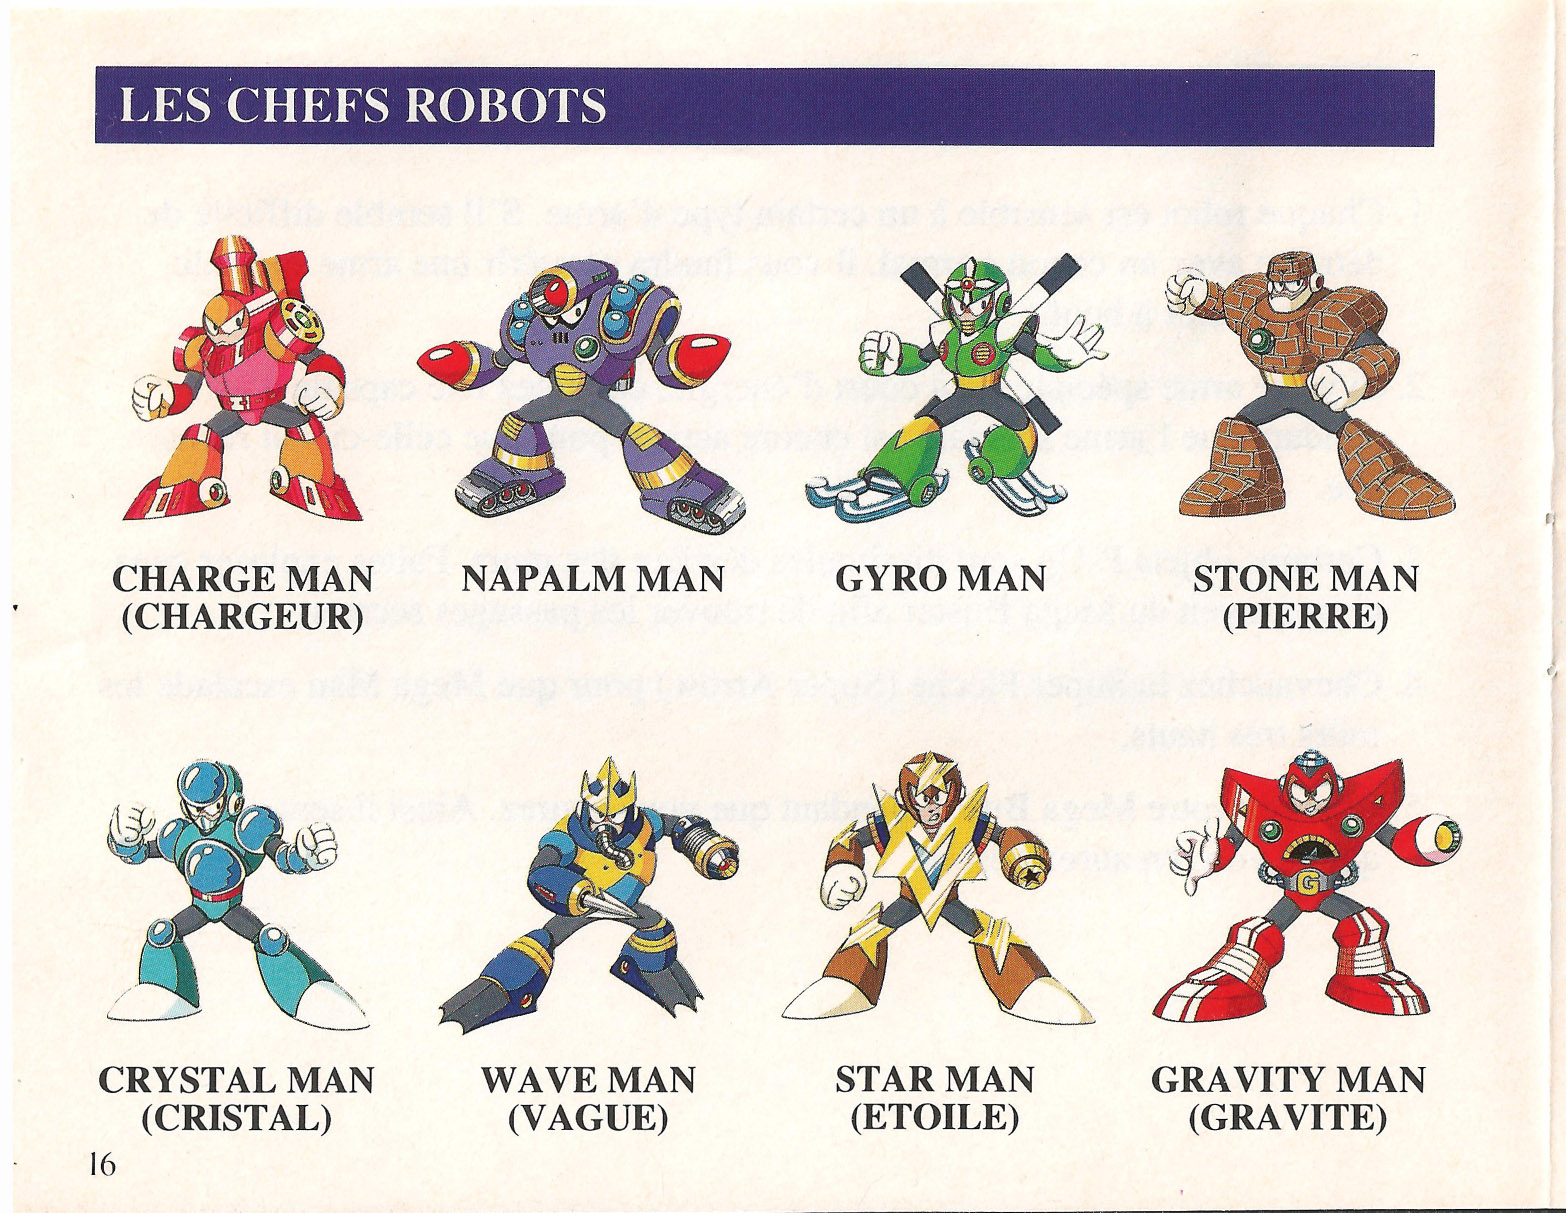 LES CHEFS ROBOTS
CHARGE MAN
(CHARGEUR)
NAPALM MAN
GYRO MAN
STONE MAN
(PIERRE)
G
CRYSTAL MAN
(CRISTAL)
WAVE MAN
(VAGUE)
STAR MAN
(ETOILE)
GRAVITY MAN
(GRAVITE)
16